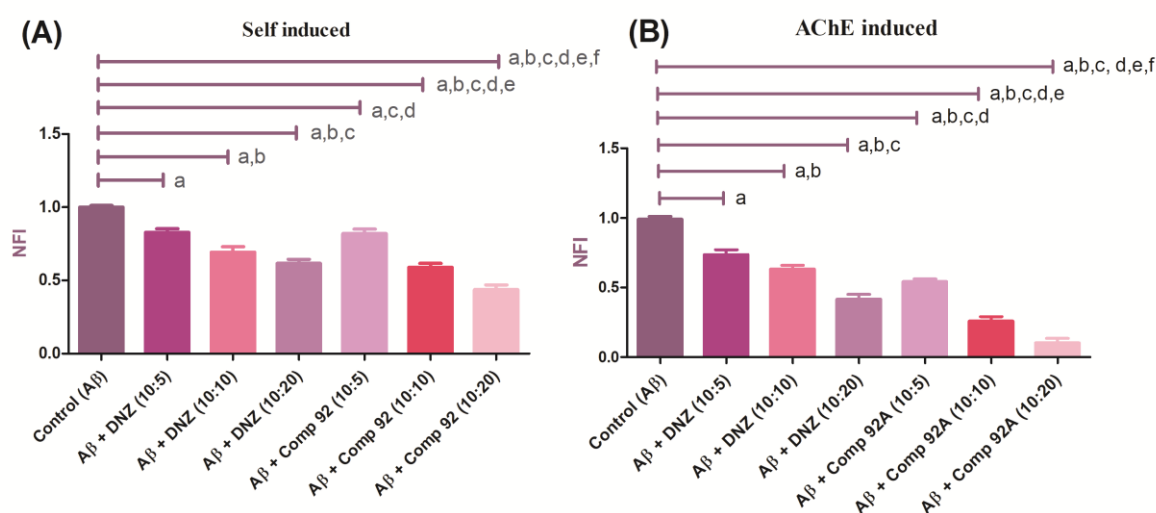 (A)
Self induced
a,b,c,d,e,f
a,b,c,d,e
a,c,d
a,b,c
a,b
a
NFI
1.5
1.0
0.5
0.0
Control (Aβ)
Aβ + DNZ (10:5)
Aβ + DNZ (10:10)
Aβ + DNZ (10:20)
Aβ + Comp 92 (10:5)
Aβ + Comp 92 (10:10)
Aβ + Comp 92 (10:20)
(B)
AChE induced
a,b,c, d,e,f
a,b,c,d,e
a,b,c,d
a,b,c
a,b
a
NFI
1.5
1.0
0.5
0.0
Control (Aβ)
Aβ + DNZ (10:5)
Aβ + DNZ (10:10)
Aβ + DNZ (10:20)
Aβ + Comp 92A (10:5)
Aβ + Comp 92A (10:10)
Aβ + Comp 92A (10:20)